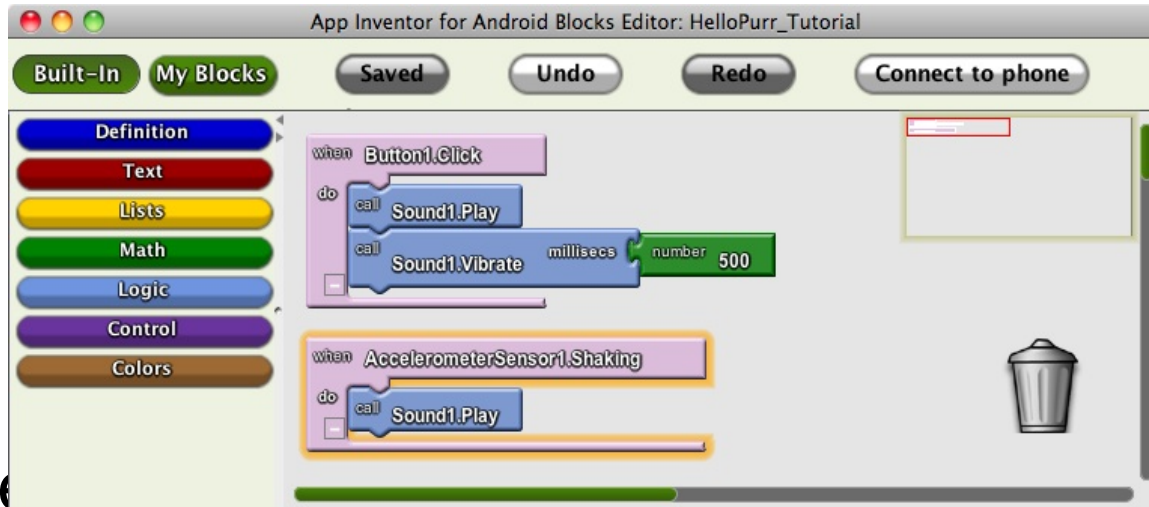 App Inventor for Android Blocks Editor: HelloPurr_Tutorial
Built-In My Blocks Saved Undo Redo Connect to phone
Definition
Text
Lists
Math
Logic
Control
Colors
when Button1.Click
do call Sound1.Play
call Sound1.Vibrate millisecs number 500
when AccelerometerSensor1.Shaking
do call Sound1.Play